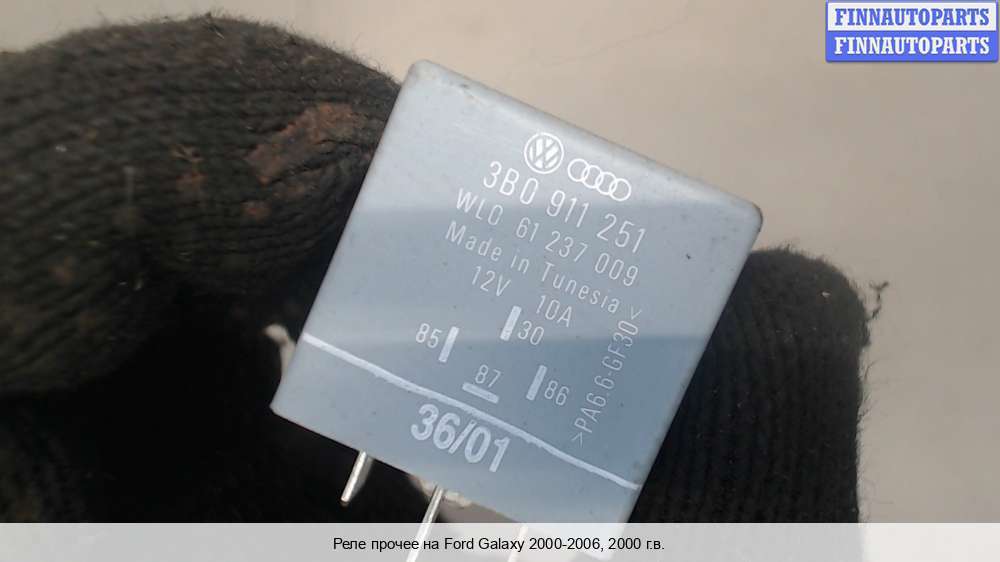 FINNAUTOPARTS
FINNAUTOPARTS
3B0 911 251
WLO 61 237 009
Made in Tunesia
12V 10A
30
85
87
86
>PA6.6-GF30<
36/01
Реле прочее на Ford Galaxy 2000-2006, 2000 г.в.